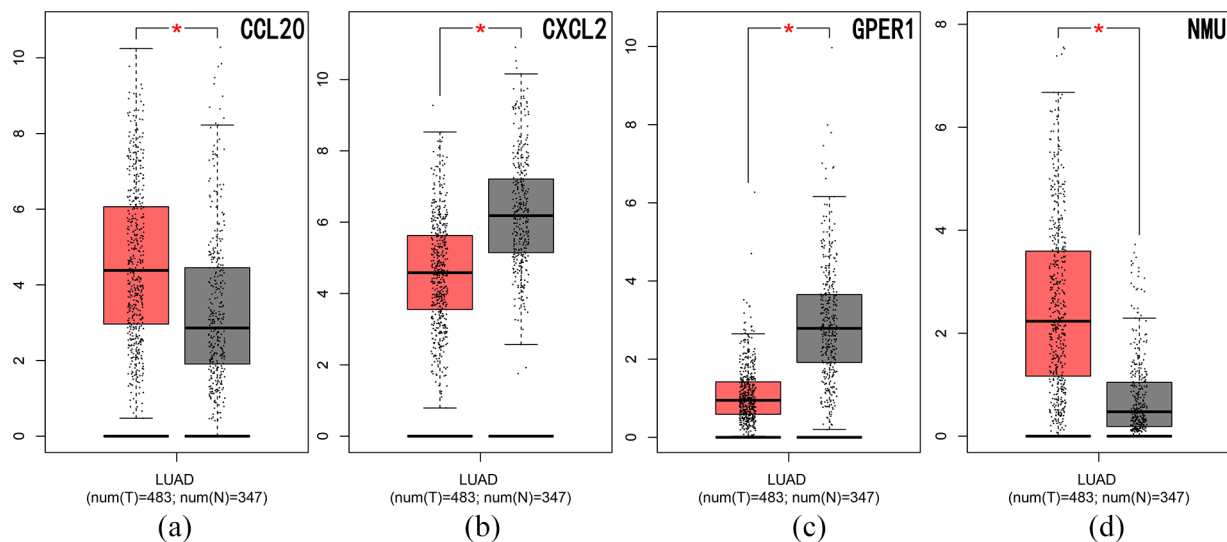 CCL20
*
10
8
6
4
2
0
LUAD
(num(T)=483; num(N)=347)
(a)
CXCL2
*
10
8
6
4
2
0
LUAD
(num(T)=483; num(N)=347)
(b)
GPER1
*
10
8
6
4
2
0
LUAD
(num(T)=483; num(N)=347)
(c)
NMU
*
8
6
4
2
0
LUAD
(num(T)=483; num(N)=347)
(d)